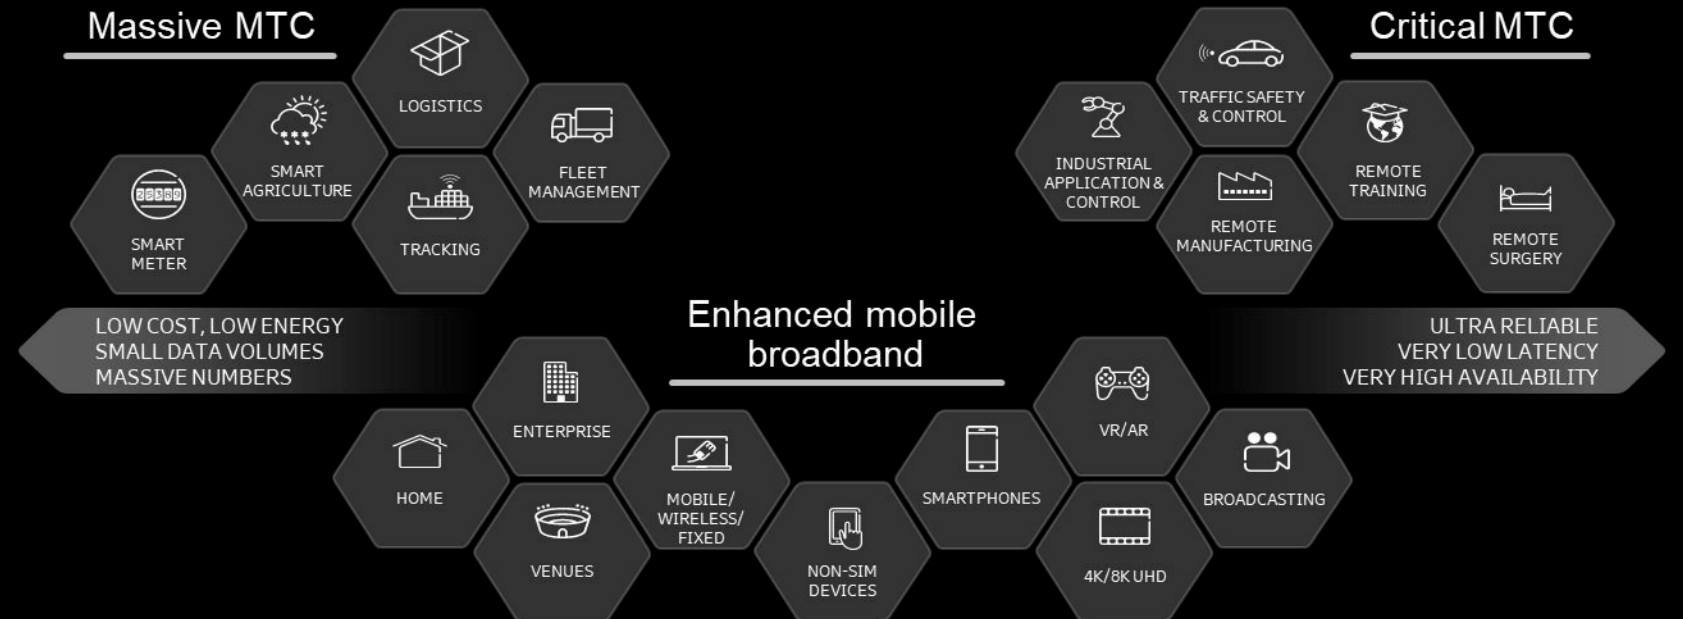 Massive MTC
LOGISTICS
SMART
AGRICULTURE
FLEET
MANAGEMENT
25389
SMART
METER
TRACKING
LOW COST, LOW ENERGY
SMALL DATA VOLUMES
MASSIVE NUMBERS
Critical MTC
TRAFFIC SAFETY
& CONTROL
INDUSTRIAL
APPLICATION &
CONTROL
REMOTE
TRAINING
REMOTE
MANUFACTURING
REMOTE
SURGERY
ULTRA RELIABLE
VERY LOW LATENCY
VERY HIGH AVAILABILITY
Enhanced mobile
broadband
ENTERPRISE
HOME
VENUES
MOBILE/
WIRELESS/
FIXED
NON-SIM
DEVICES
SMARTPHONES
VR/AR
4K/8K UHD
BROADCASTING